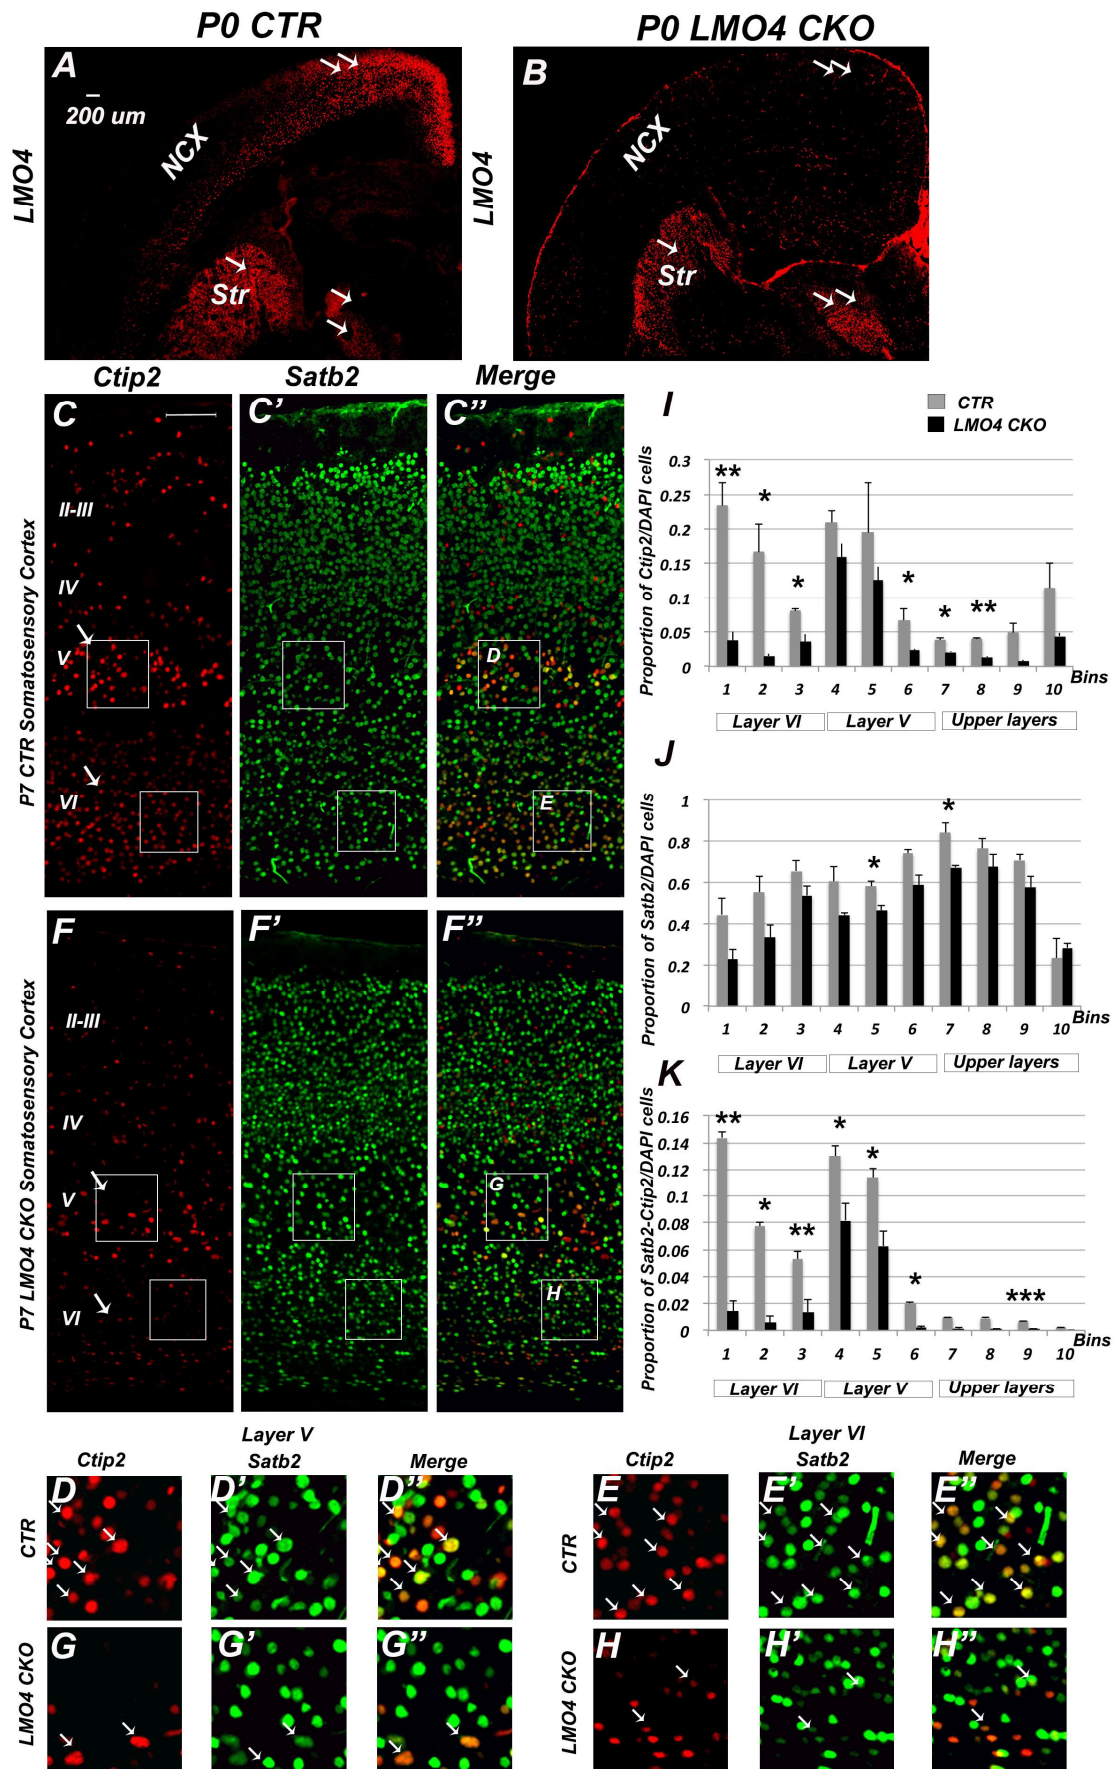 P0 CTR
P0 LMO4 CKO
A
200 um
NCX
Str
LMO4
B
NCX
Str
LMO4
Ctip2
Satb2
Merge
C
C’
C’’
II-III
IV
V
VI
D
E
P7 CTR Somatosensory Cortex
F
F’
F’’
II-III
IV
V
VI
G
H
P7 LMO4 CKO Somatosensory Cortex
I
CTR
LMO4 CKO
Proportion of Ctip2/DAPI cells
0.3
0.25
0.2
0.15
0.1
0.05
0
** * * * * **
1 2 3 4 5 6 7 8 9 10 Bins
Layer VI Layer V Upper layers
J
Proportion of Satb2/DAPI cells
1
0.8
0.6
0.4
0.2
0
* *
1 2 3 4 5 6 7 8 9 10 Bins
Layer VI Layer V Upper layers
K
Proportion of Satb2-Ctip2/DAPI cells
0.16
0.14
0.12
0.1
0.08
0.06
0.04
0.02
0
** * ** * * * ***
1 2 3 4 5 6 7 8 9 10 Bins
Layer VI Layer V Upper layers
Layer V
Ctip2 Satb2 Merge
CTR
D D’ D’’
LMO4 CKO
G G’ G’’
Layer VI
Ctip2 Satb2 Merge
CTR
E E’ E’’
LMO4 CKO
H H’ H’’